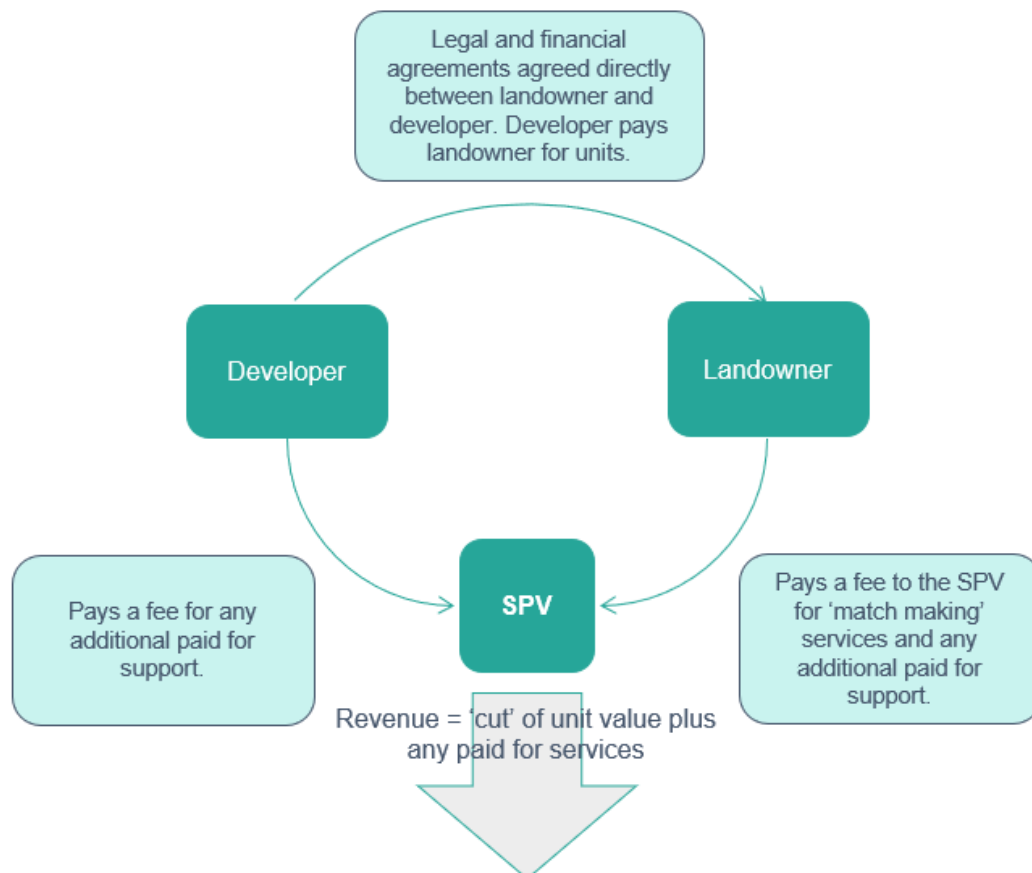 Legal and financial
agreements agreed directly
between landowner and
developer. Developer pays
landowner for units.
Developer
Landowner
SPV
Pays a fee for any
additional paid for
support.
Pays a fee to the SPV
for ‘match making’
services and any
additional paid for
support.
Revenue = ‘cut’ of unit value plus
any paid for services